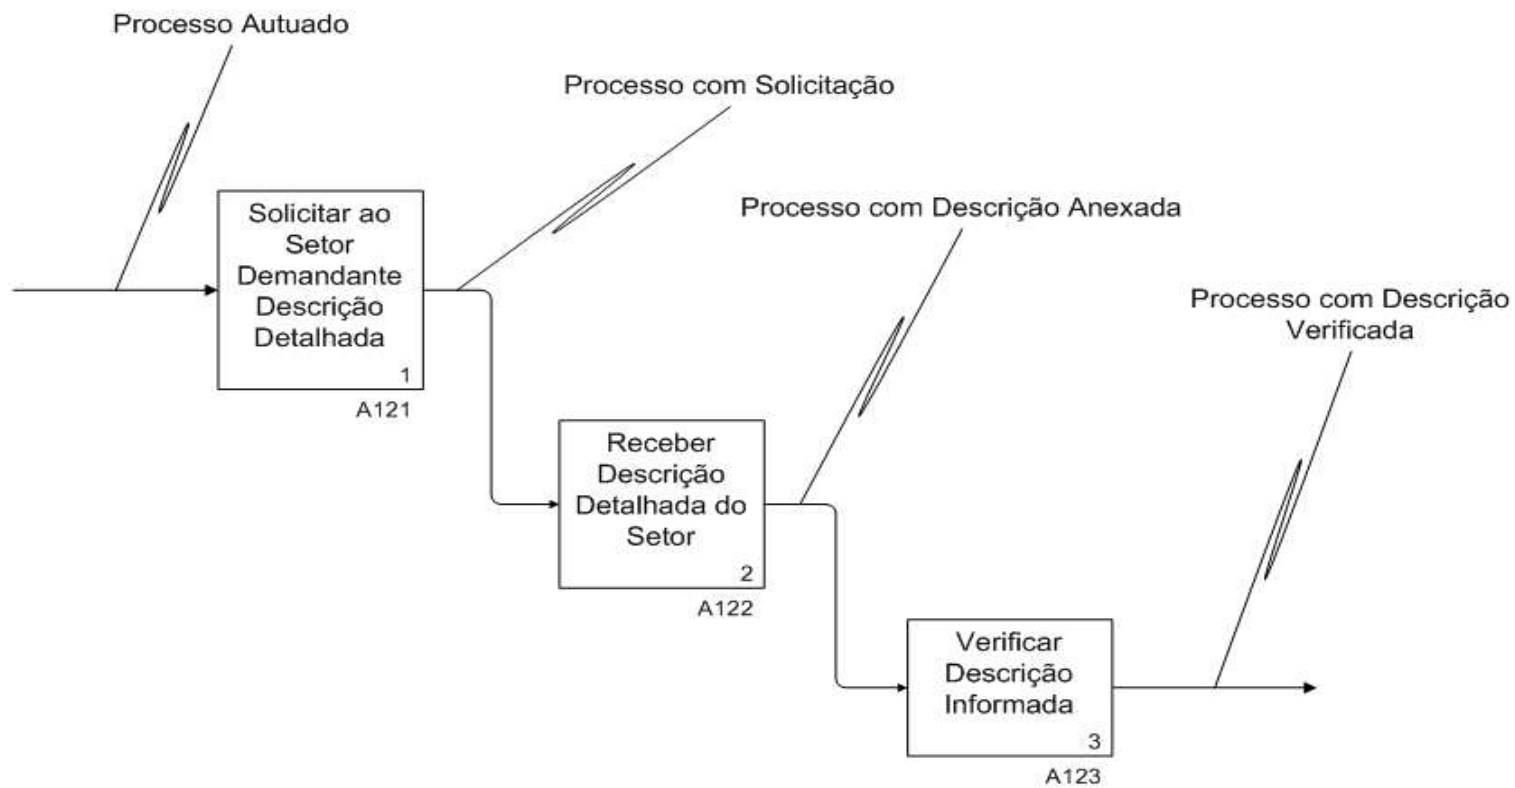 Processo Autuado
Processo com Solicitação
Solicitar ao
Setor
Demandante
Descrição
Detalhada
1
A121
Processo com Descrição Anexada
Processo com Descrição
Verificada
Receber
Descrição
Detalhada do
Setor
2
A122
Verificar
Descrição
Informada
3
A123